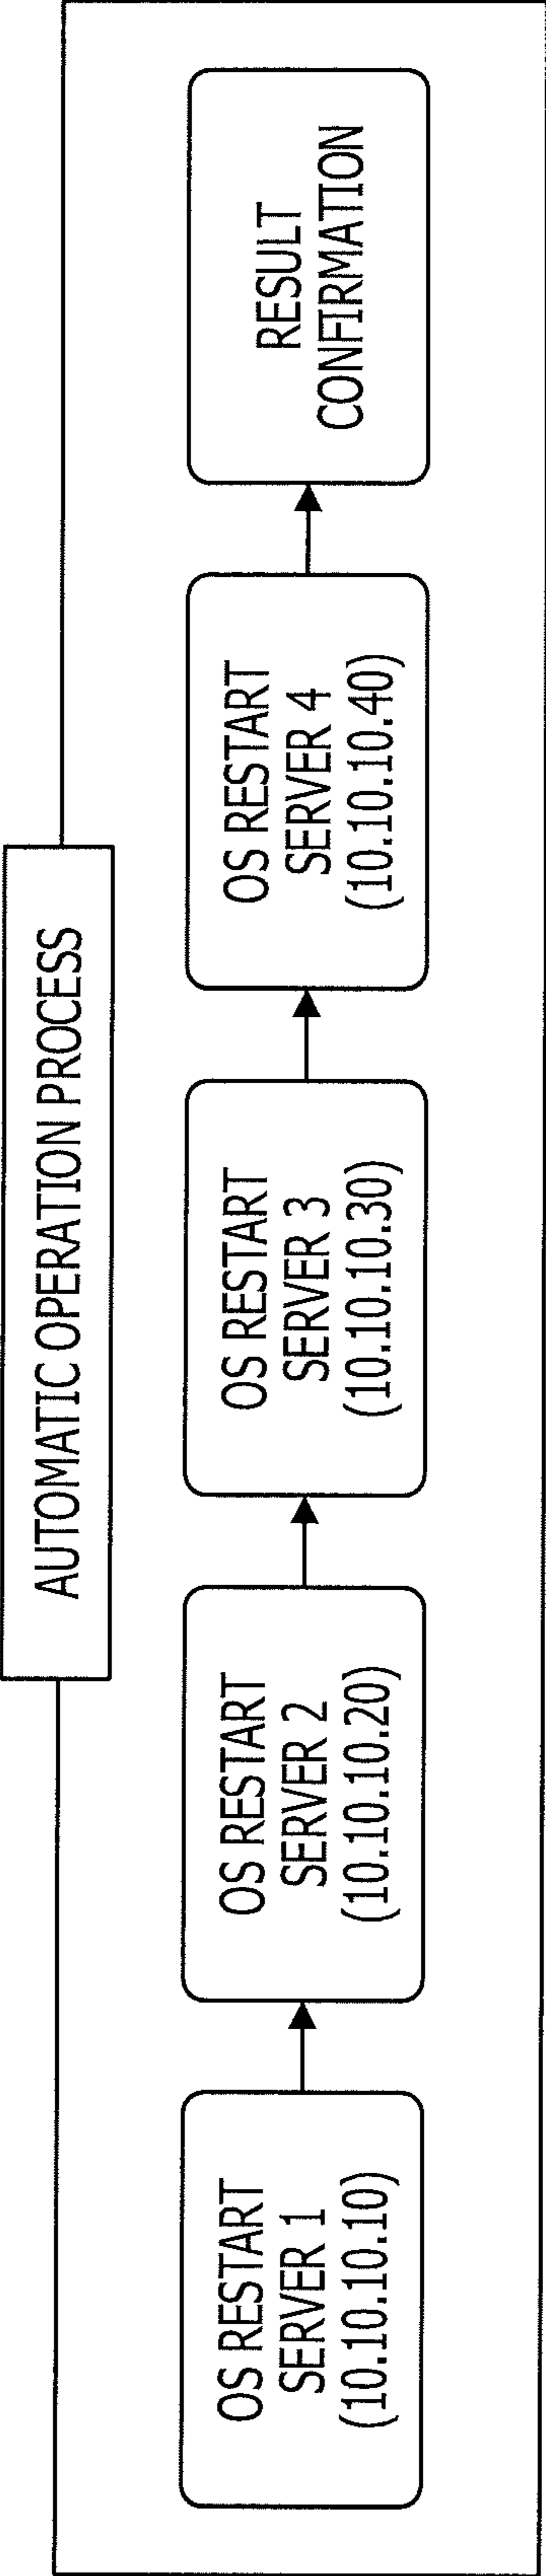 AUTOMATIC OPERATION PROCESS
OS RESTART
SERVER 1
(10.10.10.10)
OS RESTART
SERVER 2
(10.10.10.20)
OS RESTART
SERVER 3
(10.10.10.30)
OS RESTART
SERVER 4
(10.10.10.40)
RESULT
CONFIRMATION